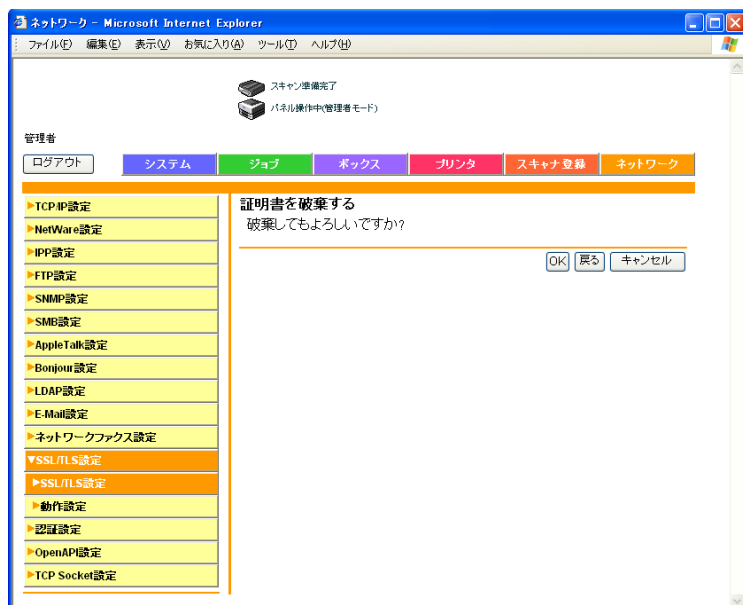 ネットワーク - Microsoft Internet Explorer
ファイル(F) 編集(E) 表示(V) お気に入り(A) ツール(T) ヘルプ(H)
スキャン準備完了
パネル操作中(管理者モード)
管理者
ログアウト システム ジョブ ボックス プリンタ スキャナ登録 ネットワーク
▶TCP/IP設定
▶NetWare設定
▶IPP設定
▶FTP設定
▶SNMP設定
▶SMB設定
▶AppleTalk設定
▶Bonjour設定
▶LDAP設定
▶E-Mail設定
▶ネットワークファクス設定
▼SSL/TLS設定
▶SSL/TLS設定
▶動作設定
▶認証設定
▶OpenAPI設定
▶TCP Socket設定
証明書を破棄する
破棄してもよろしいですか?
OK 戻る キャンセル